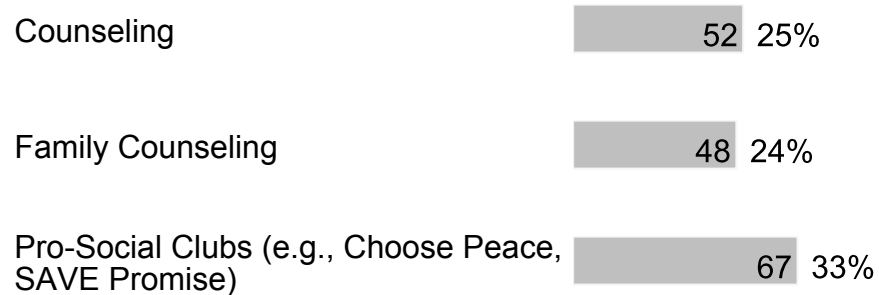 Counseling 52 25%
Family Counseling 48 24%
Pro-Social Clubs (e.g., Choose Peace,
SAVE Promise) 67 33%